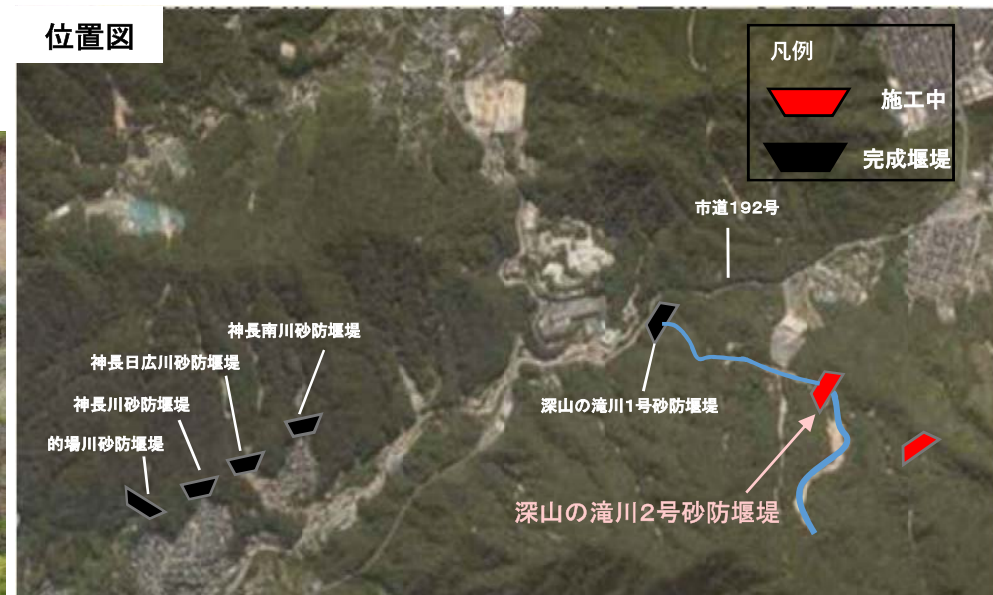 位置図
凡例
施工中
完成堰堤
市道192号
神長南川砂防堰堤
神長日広川砂防堰堤
神長川砂防堰堤
的場川砂防堰堤
深山の滝川1号砂防堰堤
深山の滝川2号砂防堰堤